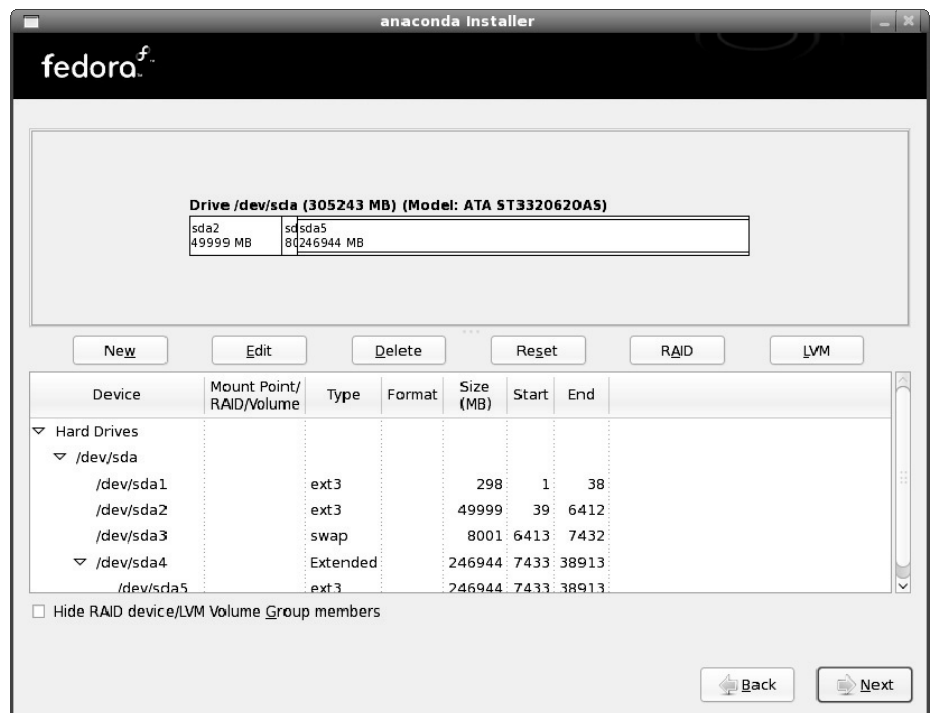 anaconda Installer
fedora
Drive /dev/sda (305243 MB) (Model: ATA ST3320620AS)
sda2 sd sda5
49999 MB 80 246944 MB
New Edit Delete Reset RAID LVM
Device Mount Point/ RAID/Volume Type Format Size (MB) Start End
Hard Drives
/dev/sda
/dev/sda1 ext3 298 1 38
/dev/sda2 ext3 49999 39 6412
/dev/sda3 swap 8001 6413 7432
/dev/sda4 Extended 246944 7433 38913
/dev/sda5 ext3 246944 7433 38913
Hide RAID device/LVM Volume Group members
Back Next